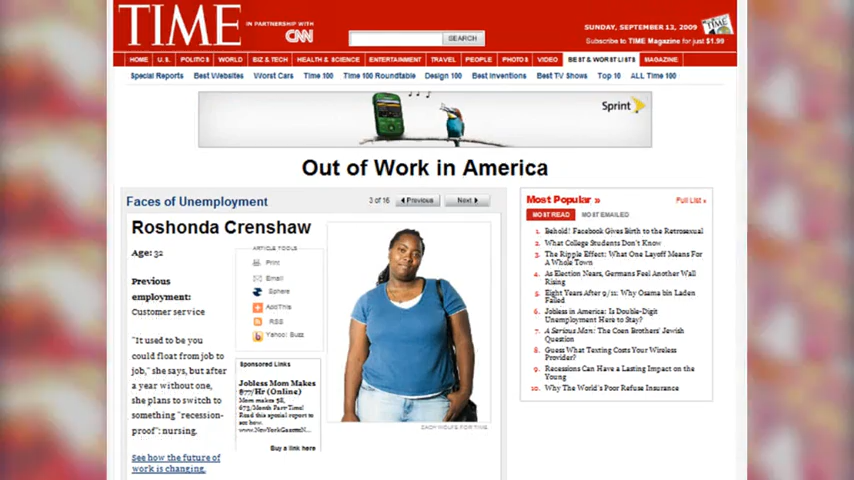 TIME
IN PARTNERSHIP WITH
CNN
SEARCH
SUNDAY, SEPTEMBER 13, 2009
Subscribe to TIME Magazine for just $1.99
HOME U.S. POLITICS WORLD BIZ & TECH HEALTH & SCIENCE ENTERTAINMENT TRAVEL PEOPLE PHOTOS VIDEO BEST & WORST LISTS MAGAZINE
Special Reports Best Websites Worst Cars Time 100 Time 100 Roundtable Design 100 Best Inventions Best TV Shows Top 10 ALL Time 100
Sprint
Out of Work in America
Faces of Unemployment
3 of 16 Previous Next
Roshonda Crenshaw
Age: 32
Previous
employment:
Customer service
"It used to be you
could float from job to
job," she says, but after
a year without one,
she plans to switch to
something "recession-
proof": nursing.
See how the future of
work is changing.
ARTICLE TOOLS
Print
Email
Sphere
AddThis
RSS
Yahoo! Buzz
Sponsored Links
Jobless Mom Makes
$77/Hr (Online)
Mom makes $8,
673/Month Part-Time!
Read this special report to
see how.
Buy a link here
Most Popular »
Full List »
MOST READ MOST EMAILED
1. Behold! Facebook Gives Birth to the Retrosexual
2. What College Students Don't Know
3. The Ripple Effect: What One Layoff Means For
A Whole Town
4. As Election Nears, Germans Feel Another Wall
Rising
5. Eight Years After 9/11: Why Osama bin Laden
Failed
6. Jobless in America: Is Double-Digit
Unemployment Here to Stay?
7. A Serious Man: The Coen Brothers' Jewish
Question
8. Guess What Texting Costs Your Wireless
Provider?
9. Recessions Can Have a Lasting Impact on the
Young
10. Why The World's Poor Refuse Insurance